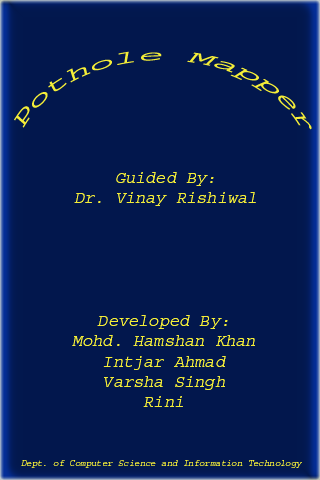 Pothole Mapper
Guided By:
Dr. Vinay Rishiwal
Developed By:
Mohd. Hamshan Khan
Intjar Ahmad
Varsha Singh
Rini
Dept. of Computer Science and Information Technology